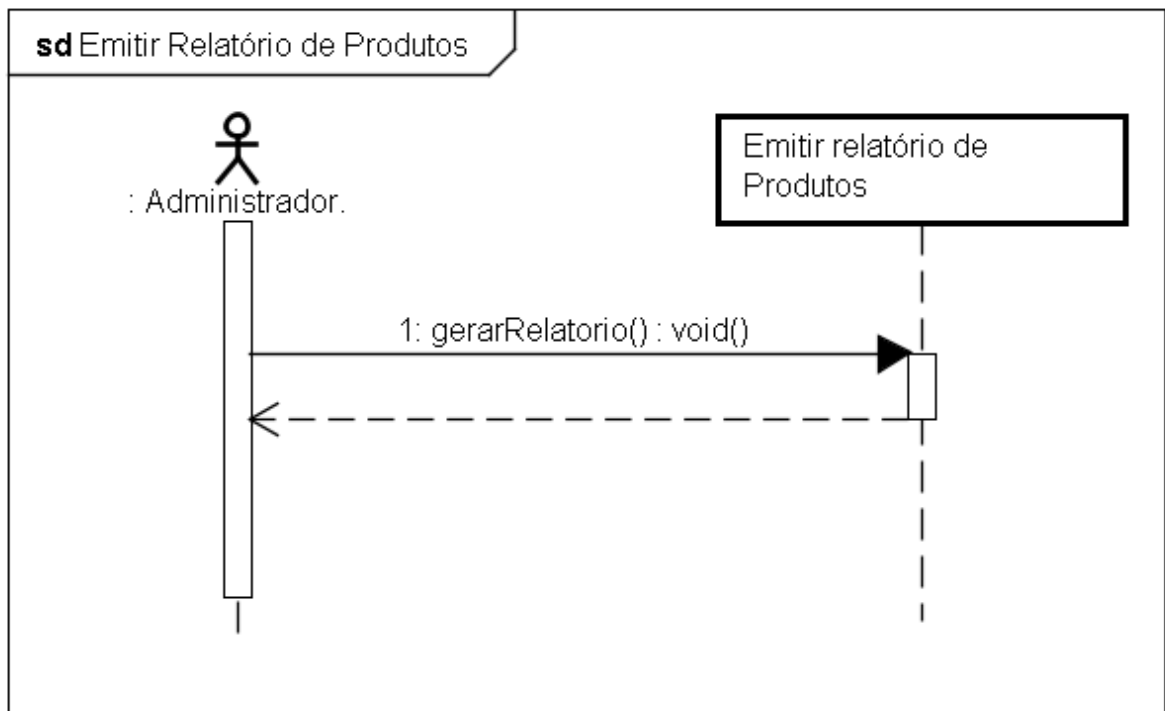 sd Emitir Relatório de Produtos
: Administrador.
Emitir relatório de
Produtos
1: gerarRelatorio() : void()